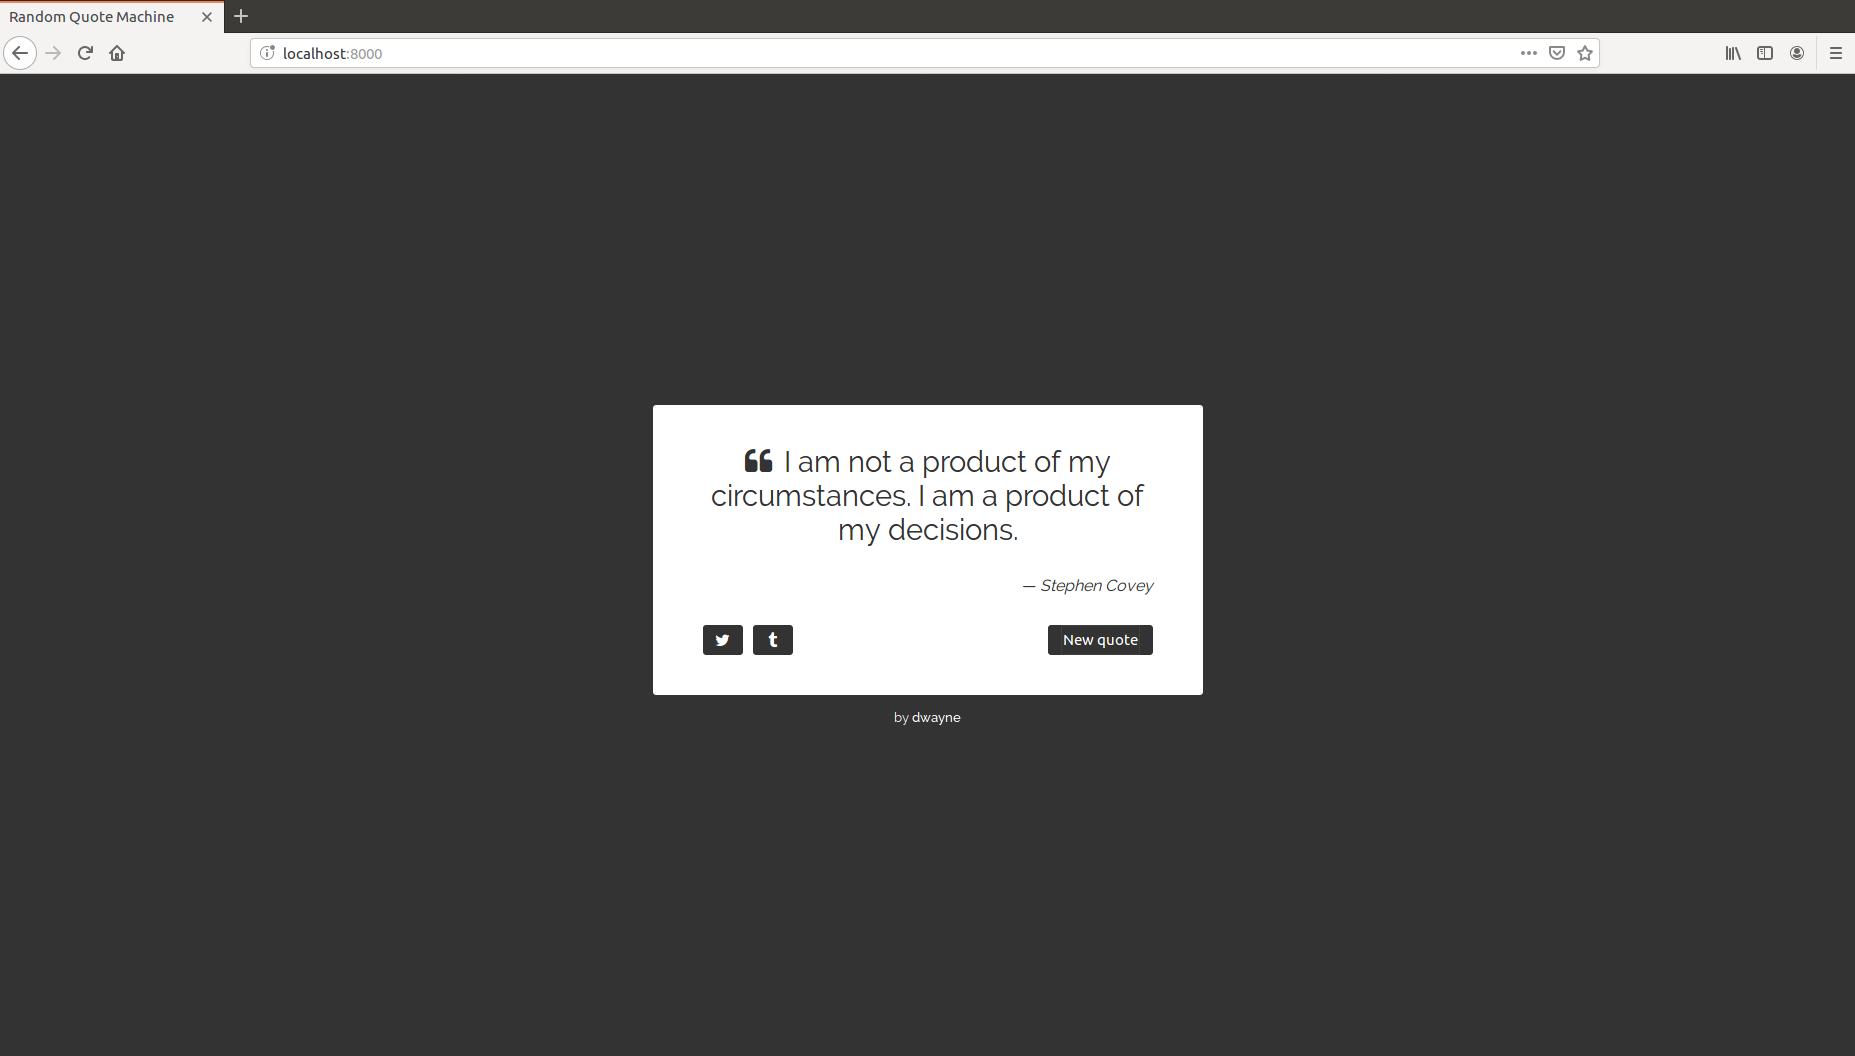 Random Quote Machine
localhost:8000
“ I am not a product of my
circumstances. I am a product of
my decisions.
— Stephen Covey
New quote
by dwayne